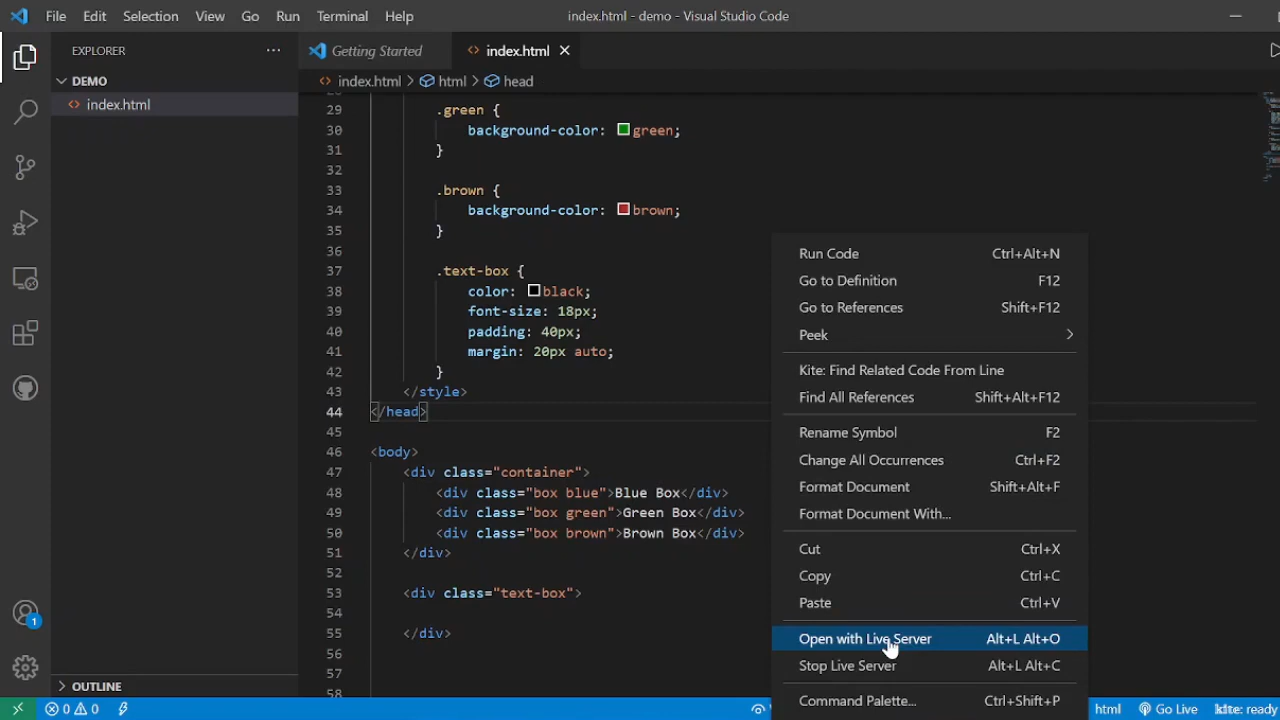 File Edit Selection View Go Run Terminal Help index.html - demo - Visual Studio Code
EXPLORER
Getting Started
index.html
DEMO
index.html
index.html > html > head
29 .green {
30 background-color: green;
31 }
32
33 .brown {
34 background-color: brown;
35 }
36
37 .text-box {
38 color: black;
39 font-size: 18px;
40 padding: 40px;
41 margin: 20px auto;
42 }
43 </style>
44 </head>
45
46 <body>
47 <div class="container">
48 <div class="box blue">Blue Box</div>
49 <div class="box green">Green Box</div>
50 <div class="box brown">Brown Box</div>
51 </div>
52
53 <div class="text-box">
54
55 </div>
56
57
58
Run Code Ctrl+Alt+N
Go to Definition F12
Go to References Shift+F12
Peek
Kite: Find Related Code From Line
Find All References Shift+Alt+F12
Rename Symbol F2
Change All Occurrences Ctrl+F2
Format Document Shift+Alt+F
Format Document With...
Cut Ctrl+X
Copy Ctrl+C
Paste Ctrl+V
Open with Live Server Alt+L Alt+O
Stop Live Server Alt+L Alt+C
Command Palette... Ctrl+Shift+P
1
OUTLINE
0 0 html Go Live kite: ready